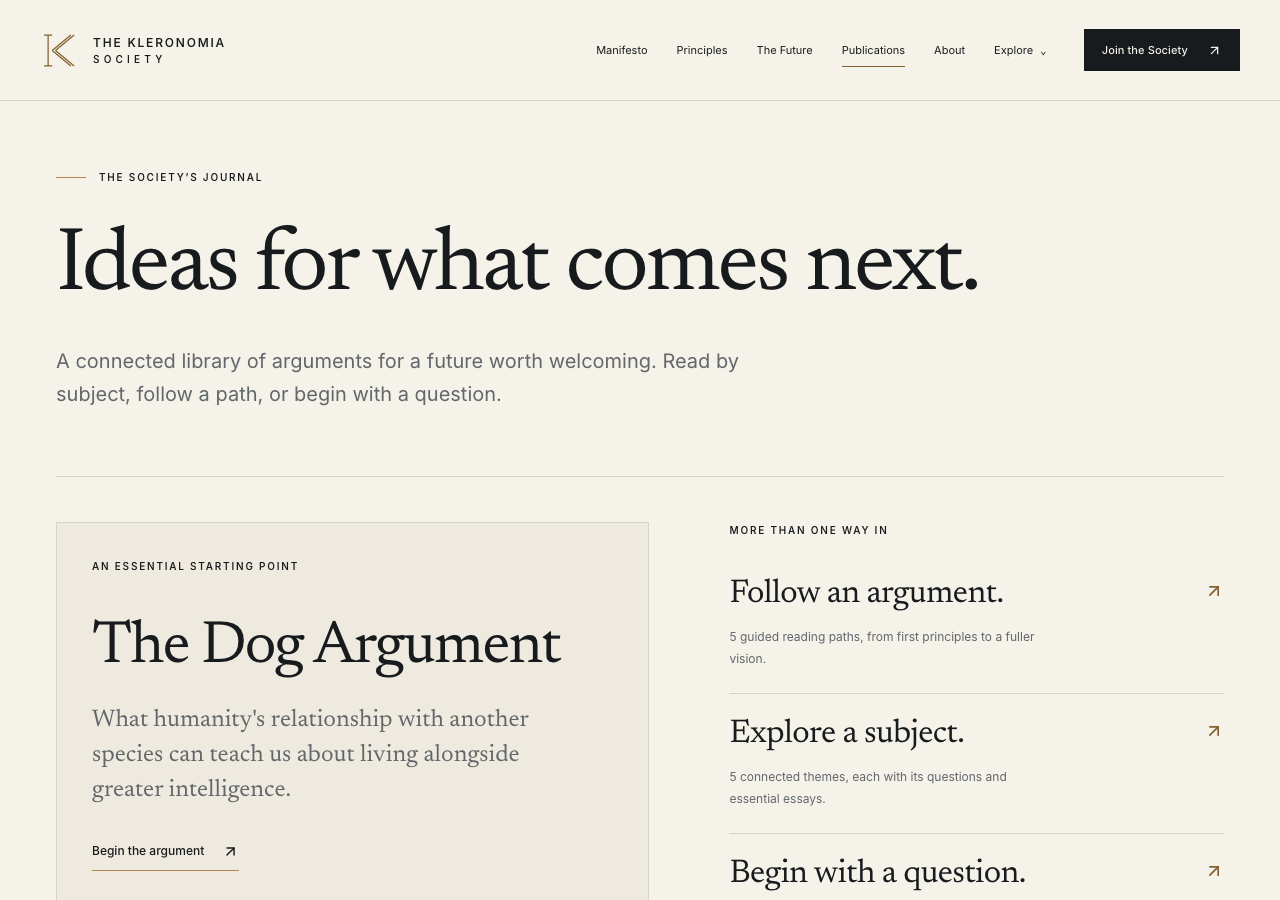 THE KLERONOMIA
SOCIETY
Manifesto
Principles
The Future
Publications
About
Explore
Join the Society
THE SOCIETY’S JOURNAL
Ideas for what comes next.
A connected library of arguments for a future worth welcoming. Read by
subject, follow a path, or begin with a question.
AN ESSENTIAL STARTING POINT
The Dog Argument
What humanity's relationship with another
species can teach us about living alongside
greater intelligence.
Begin the argument
MORE THAN ONE WAY IN
Follow an argument.
5 guided reading paths, from first principles to a fuller
vision.
Explore a subject.
5 connected themes, each with its questions and
essential essays.
Begin with a question.